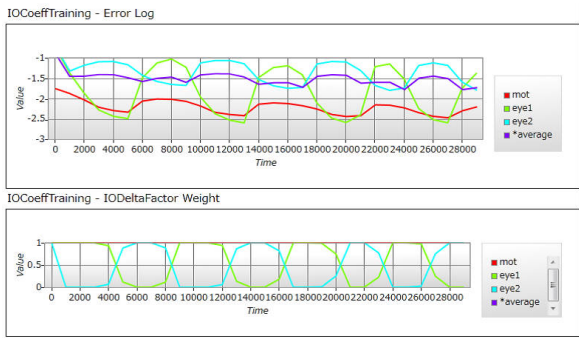 IOCoeffTraining - Error Log
-1
-1.5
-2
-2.5
-3
Value
0 2000 4000 6000 8000 10000 12000 14000 16000 18000 20000 22000 24000 26000 28000
Time
mot
eye1
eye2
*average
IOCoeffTraining - IODeltaFactor Weight
1
0.5
0
Value
0 2000 4000 6000 8000 10000 12000 14000 16000 18000 20000 22000 24000 26000 28000
Time
mot
eye1
eye2
*average